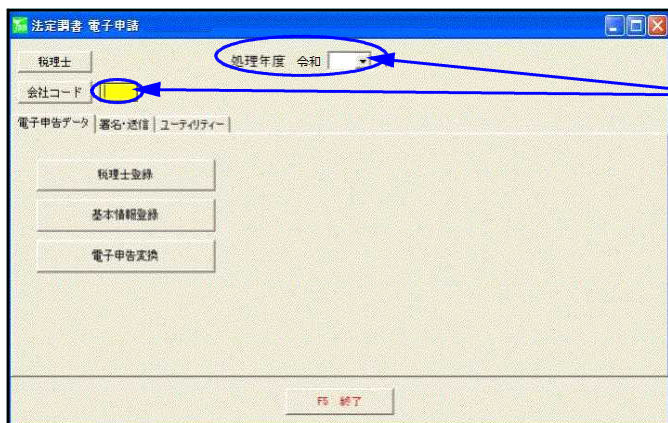 法定調書 電子申請
税理士
処理年度 令和
会社コード
電子申告データ 署名・送信 ユーティリティー
税理士登録
基本情報登録
電子申告変換
F5 終了